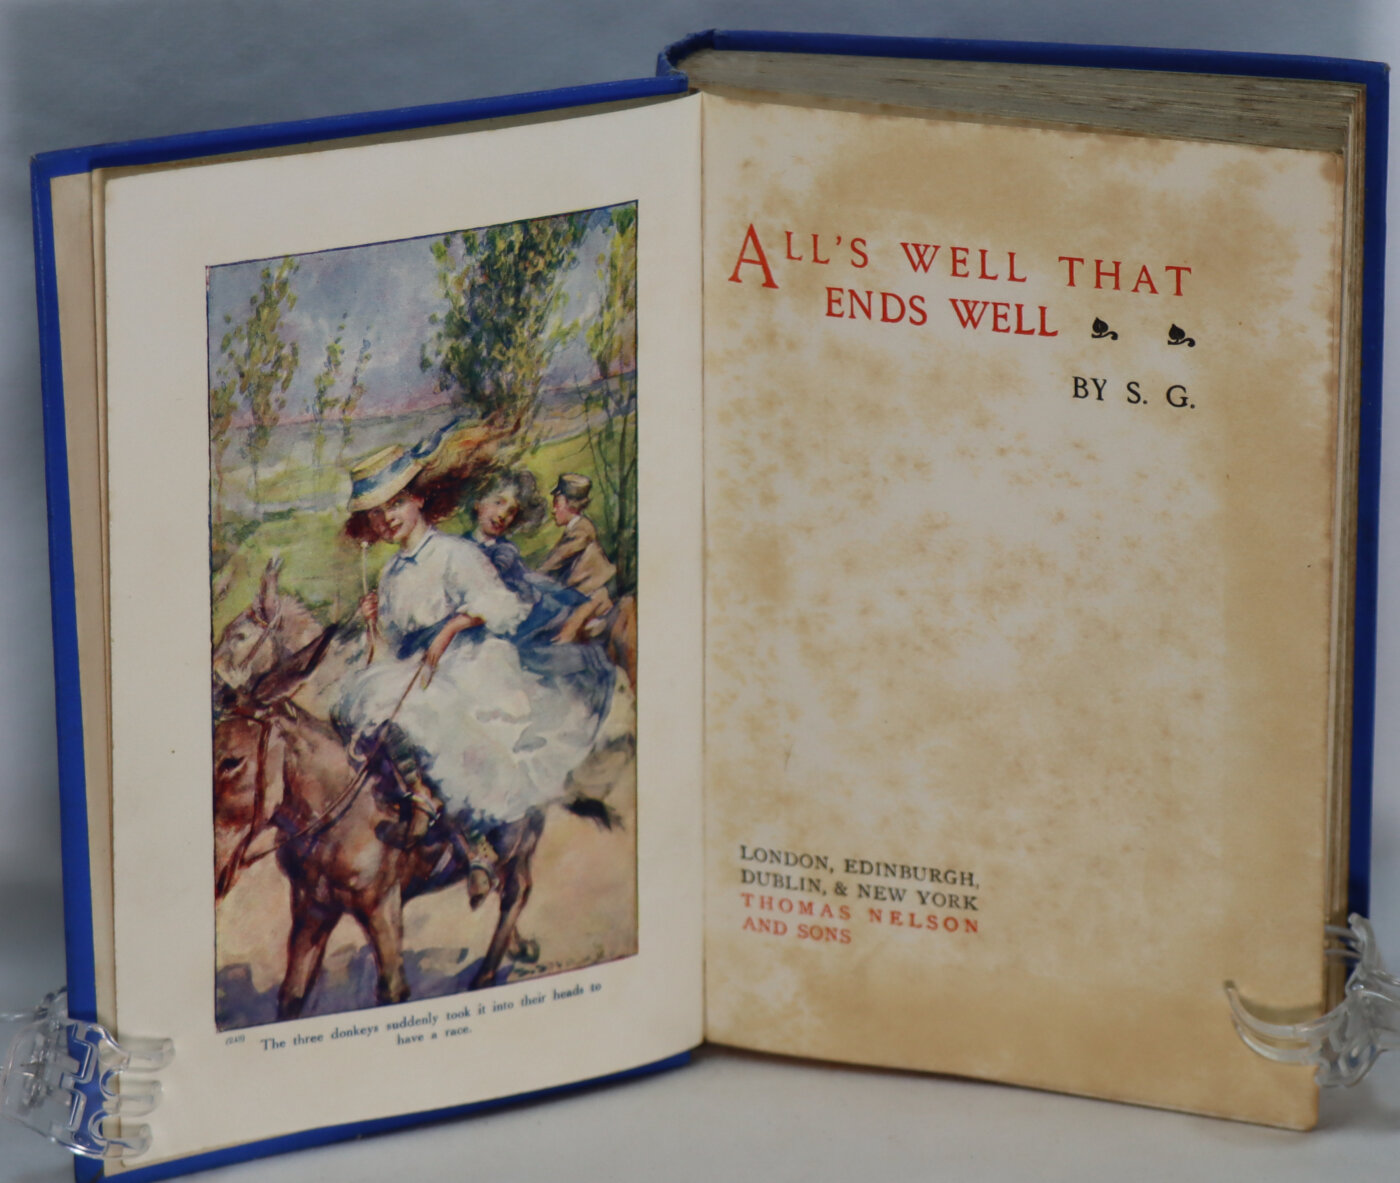 The three donkeys suddenly took it into their heads to
have a race.
ALL'S WELL THAT
ENDS WELL
BY S. G.
LONDON, EDINBURGH,
DUBLIN, & NEW YORK
THOMAS NELSON
AND SONS